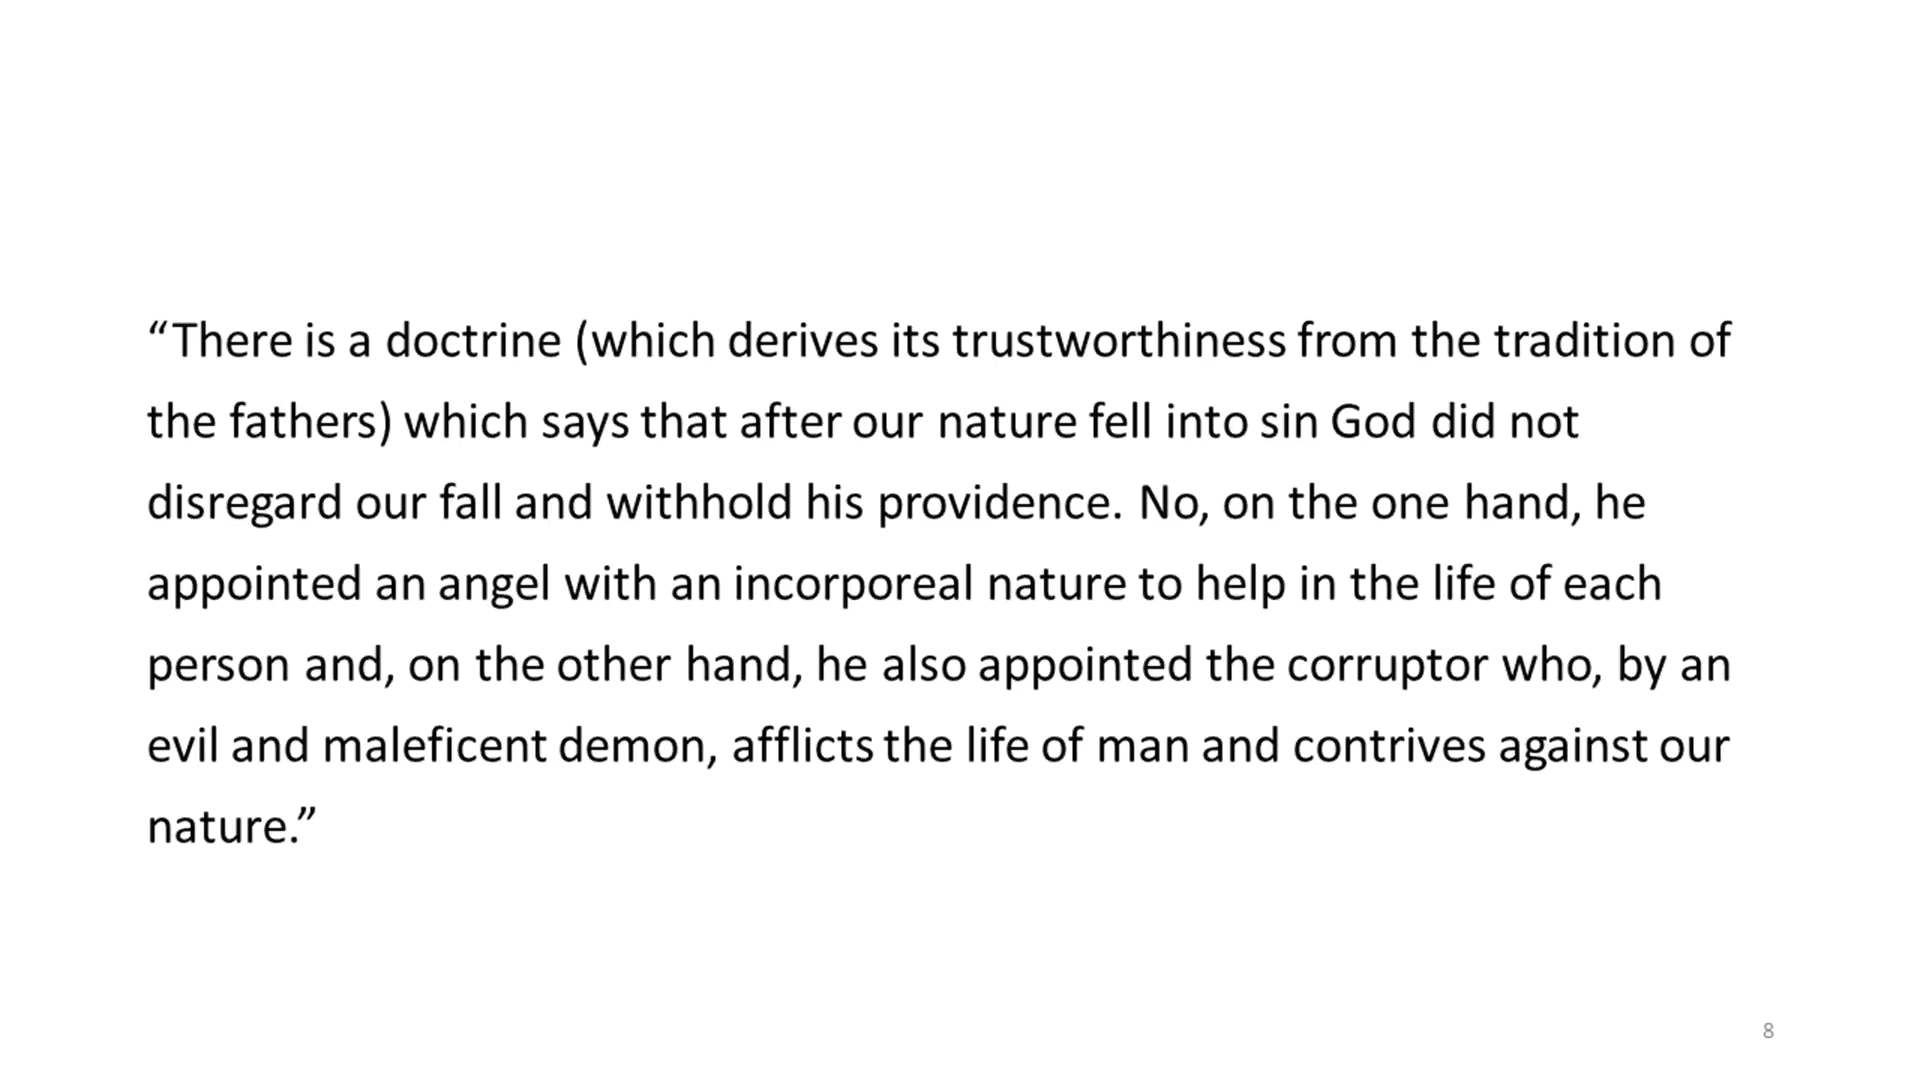 “There is a doctrine (which derives its trustworthiness from the tradition of
the fathers) which says that after our nature fell into sin God did not
disregard our fall and withhold his providence. No, on the one hand, he
appointed an angel with an incorporeal nature to help in the life of each
person and, on the other hand, he also appointed the corruptor who, by an
evil and maleficent demon, afflicts the life of man and contrives against our
nature.”
8